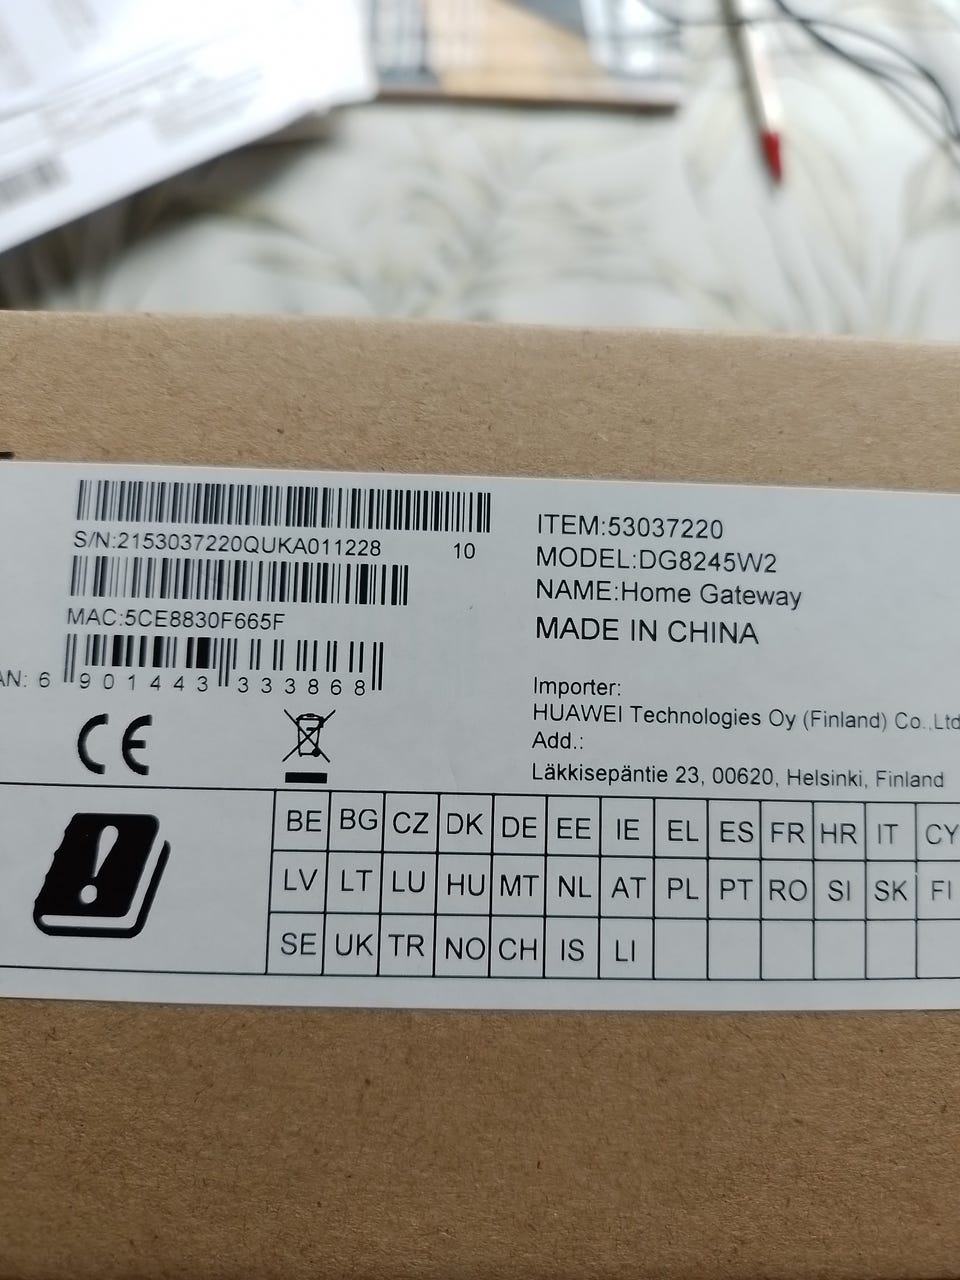 S/N:2153037220QUKA011228 10
MAC:5CE8830F665F
AN: 6 901443 333868
CE
ITEM:53037220
MODEL:DG8245W2
NAME:Home Gateway
MADE IN CHINA
Importer:
HUAWEI Technologies Oy (Finland) Co.,Ltd
Add.:
Läkkisepäntie 23, 00620, Helsinki, Finland
BE BG CZ DK DE EE IE EL ES FR HR IT CY
LV LT LU HU MT NL AT PL PT RO SI SK FI
SE UK TR NO CH IS LI